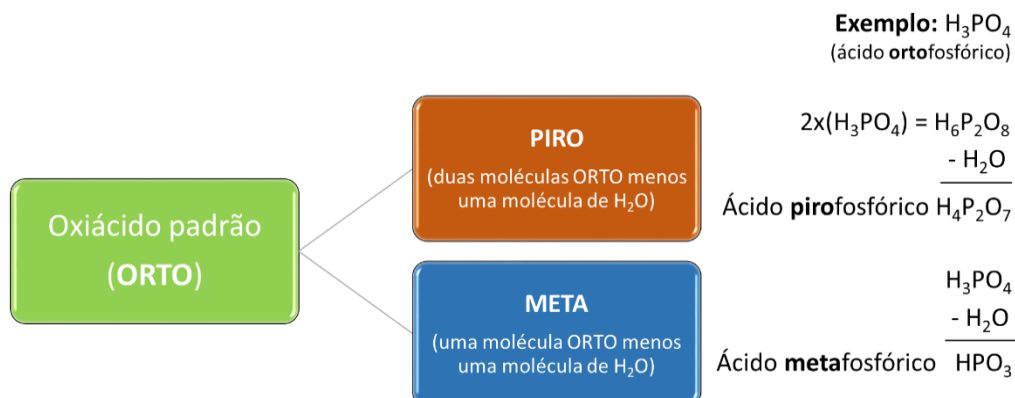 Exemplo: H₃PO₄
(ácido ortofosfórico)
Oxiácido padrão
(ORTO)
PIRO
(duas moléculas ORTO menos
uma molécula de H₂O)
2x(H₃PO₄) = H₆P₂O₈
- H₂O
Ácido pirofosfórico H₄P₂O₇
META
(uma molécula ORTO menos
uma molécula de H₂O)
H₃PO₄
- H₂O
Ácido metafosfórico HPO₃